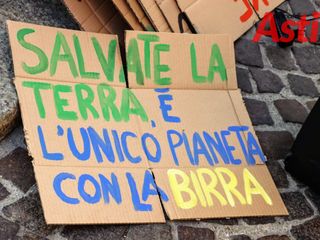 SALVATE LA
TERRA, È
L'UNICO PIANETA
CON LA BIRRA
Asti